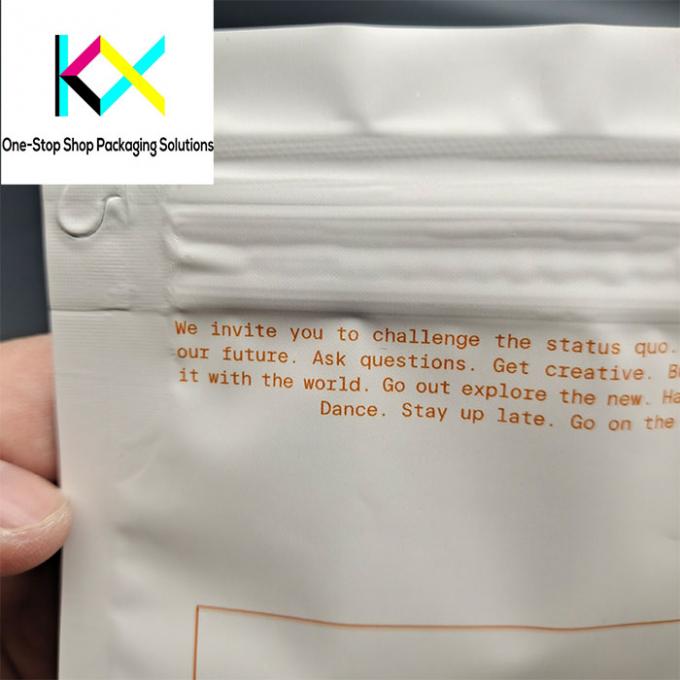 KX
One-Stop Shop Packaging Solutions
We invite you to challenge the status quo.
our future. Ask questions. Get creative.
it with the world. Go out explore the new.
Dance. Stay up late. Go on the